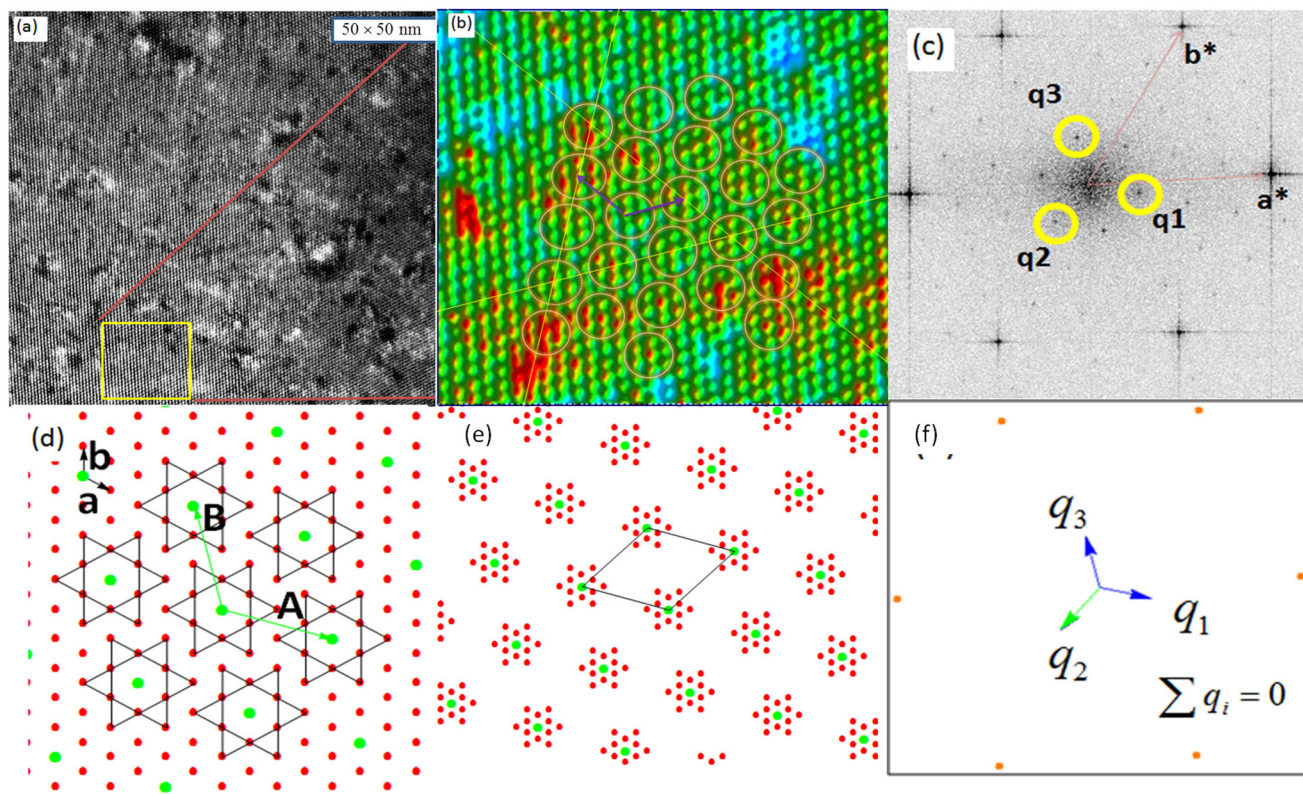 (a)
50 × 50 nm
(b)
(c)
b*
q3
q1
a*
q2
(d)
b
a
B
A
(e)
(f)
q3
q1
q2
∑ qi = 0